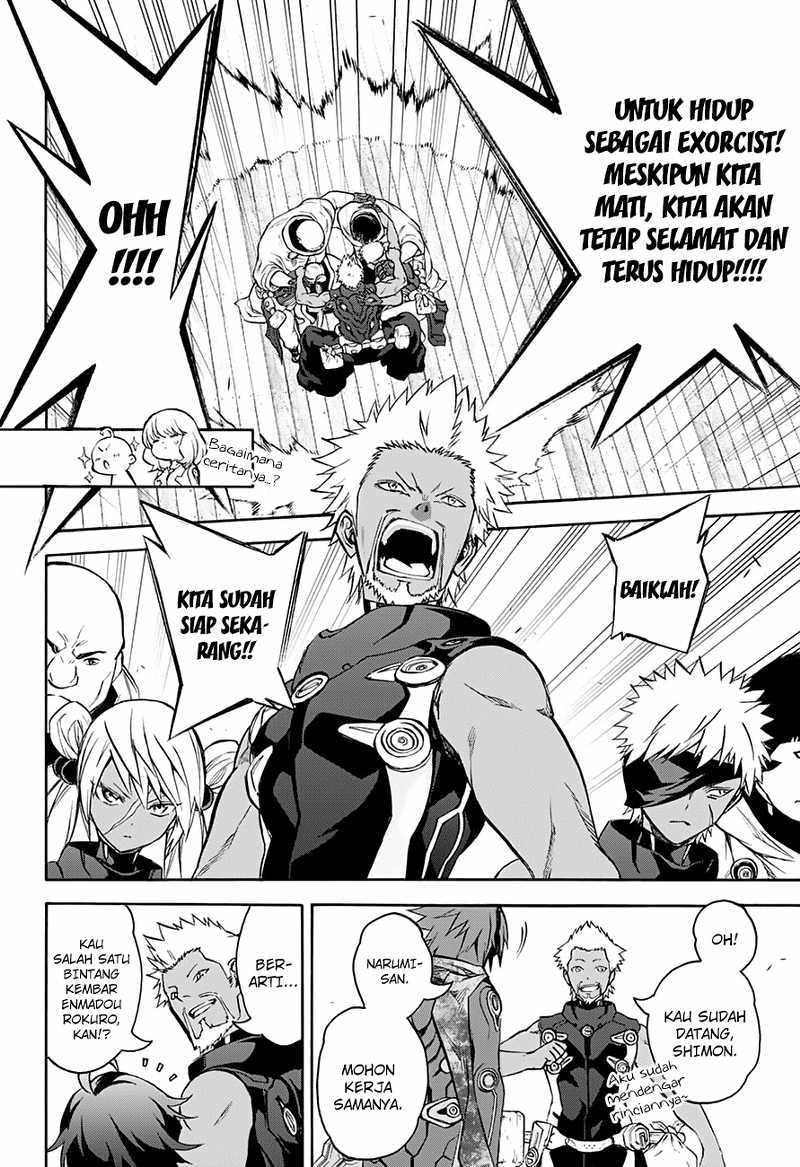 UNTUK HIDUP
SEBAGAI EXORCIST!
MESKIPUN KITA
MATI, KITA AKAN
TETAP SELAMAT DAN
TERUS HIDUP!!!!
OHH
!!!!
Bagaimana
ceritanya..?
BAIKLAH!
KITA SUDAH
SIAP SEKA-
RANG!!
OH!
KAU SUDAH
DATANG,
SHIMON.
Aku sudah
mendengar
rinciannya~
NARUMI-
SAN.
MOHON
KERJA
SAMANYA.
BER-
ARTI...
KAU
SALAH SATU
BINTANG
KEMBAR
ENMADOU
ROKURO,
KAN!?